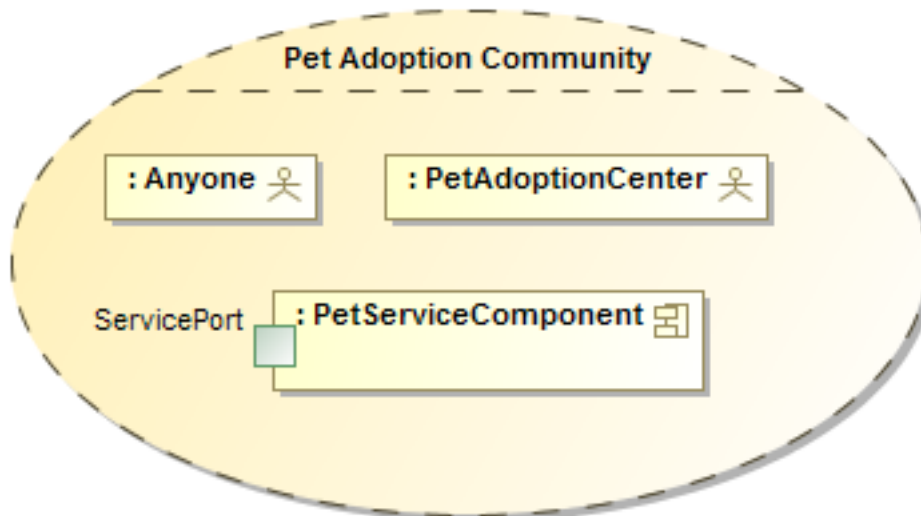 Pet Adoption Community
: Anyone
: PetAdoptionCenter
ServicePort
: PetServiceComponent